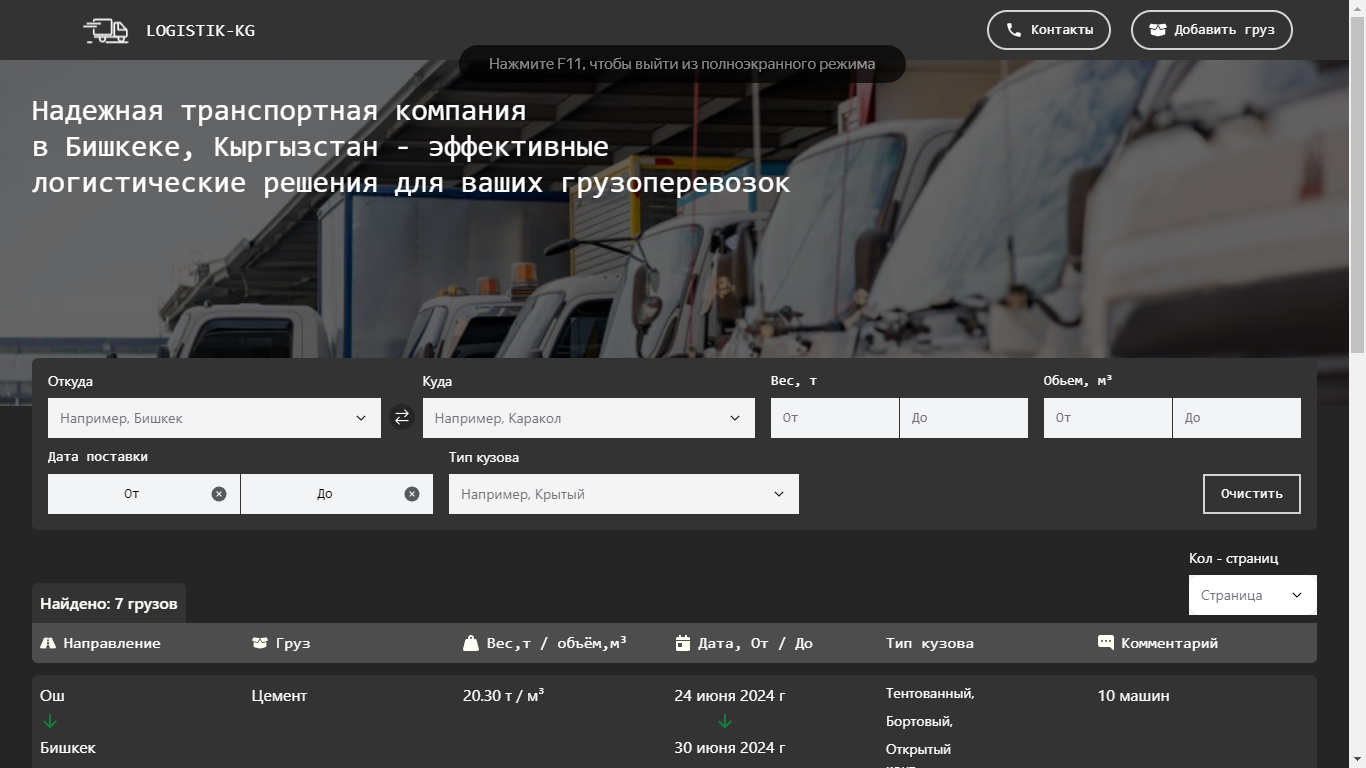 LOGISTIK-KG
Контакты
Добавить груз
Нажмите F11, чтобы выйти из полноэкранного режима
Надежная транспортная компания
в Бишкеке, Кыргызстан - эффективные
логистические решения для ваших грузоперевозок
Откуда
Куда
Вес, т
Обьем, м³
Например, Бишкек
Например, Каракол
От
До
От
До
Дата поставки
Тип кузова
От
До
Например, Крытый
Очистить
Кол - страниц
Страница
Найдено: 7 грузов
Направление
Груз
Вес,т / объём,м³
Дата, От / До
Тип кузова
Комментарий
Ош
Цемент
20.30 т / м³
24 июня 2024 г
Тентованный,
10 машин
Бортовый,
Бишкек
30 июня 2024 г
Открытый